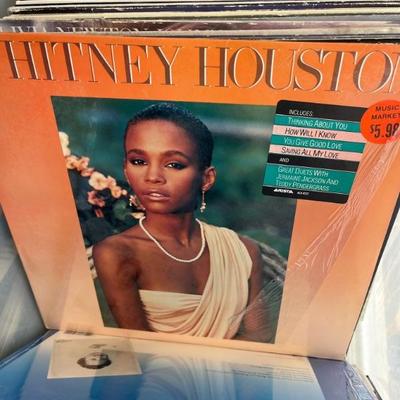 HITNEY HOUSTON
INCLUDES:
THINKING ABOUT YOU
HOW WILL I KNOW
YOU GIVE GOOD LOVE
SAVING ALL MY LOVE
AND
GREAT DUETS WITH
JERMAINE JACKSON AND
TEDDY PENDERGRASS
ARISTA
MUSIC
MARKET
$5.98